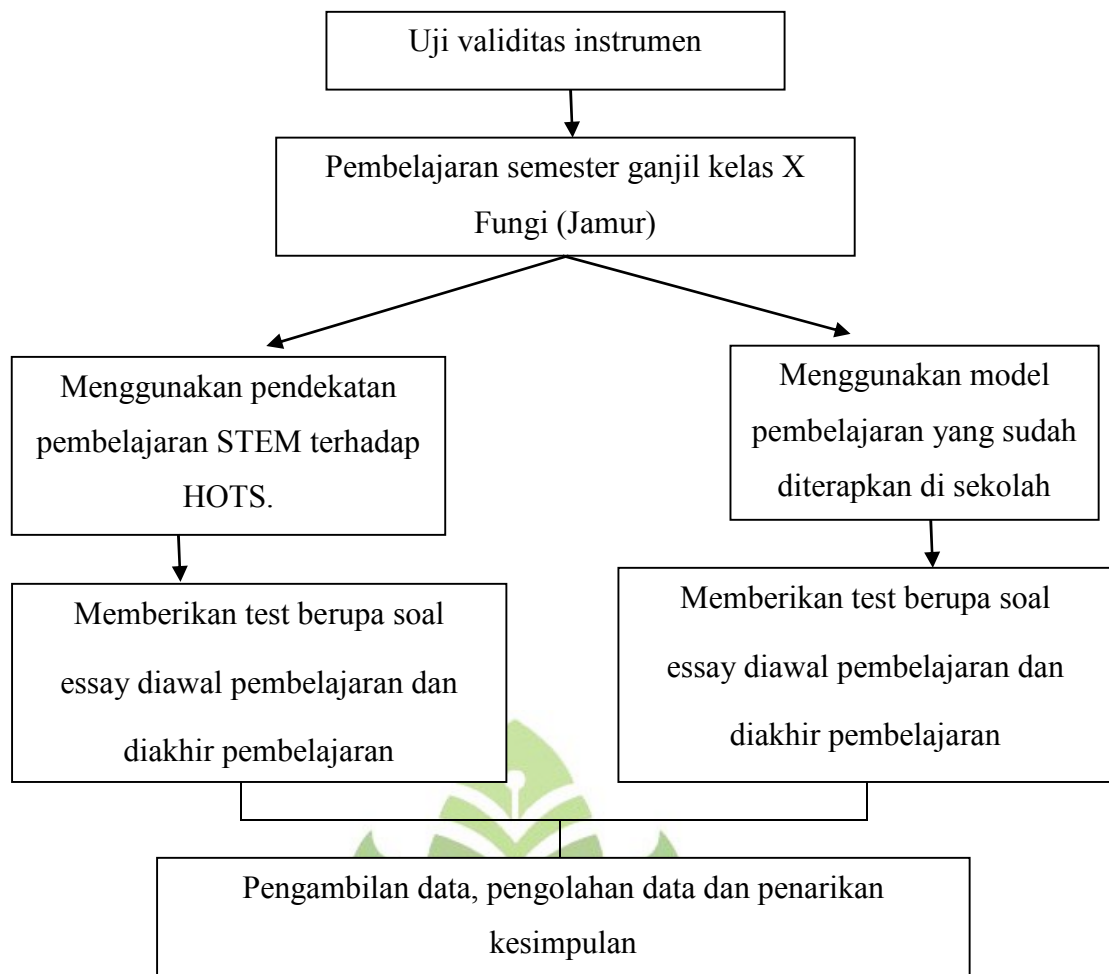 Uji validitas instrumen
Pembelajaran semester ganjil kelas X
Fungi (Jamur)
Menggunakan pendekatan
pembelajaran STEM terhadap
HOTS.
Menggunakan model
pembelajaran yang sudah
diterapkan di sekolah
Memberikan test berupa soal
essay diawal pembelajaran dan
diakhir pembelajaran
Memberikan test berupa soal
essay diawal pembelajaran dan
diakhir pembelajaran
Pengambilan data, pengolahan data dan penarikan
kesimpulan